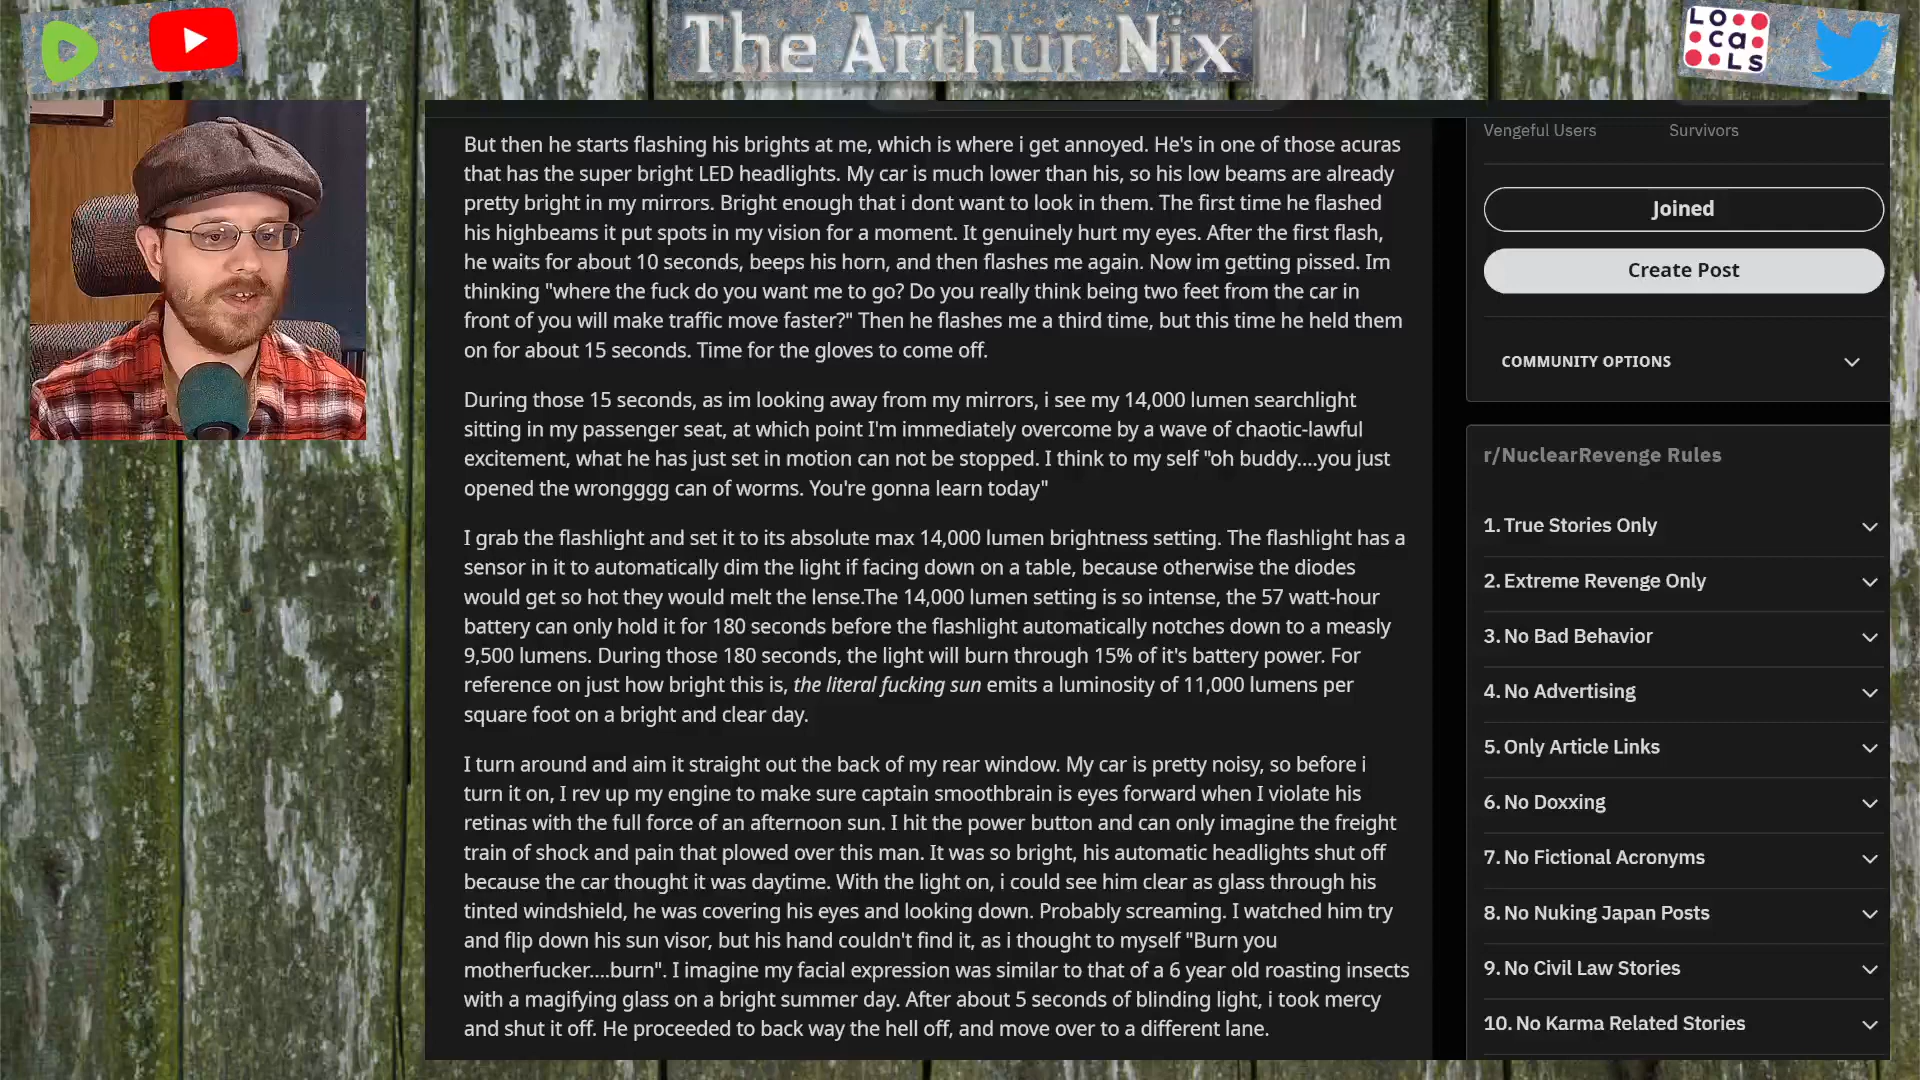 The Arthur Nix
LO
ca
LS
But then he starts flashing his brights at me, which is where i get annoyed. He's in one of those acuras
that has the super bright LED headlights. My car is much lower than his, so his low beams are already
pretty bright in my mirrors. Bright enough that i dont want to look in them. The first time he flashed
his highbeams it put spots in my vision for a moment. It genuinely hurt my eyes. After the first flash,
he waits for about 10 seconds, beeps his horn, and then flashes me again. Now im getting pissed. Im
thinking "where the fuck do you want me to go? Do you really think being two feet from the car in
front of you will make traffic move faster?" Then he flashes me a third time, but this time he held them
on for about 15 seconds. Time for the gloves to come off.
During those 15 seconds, as im looking away from my mirrors, i see my 14,000 lumen searchlight
sitting in my passenger seat, at which point I'm immediately overcome by a wave of chaotic-lawful
excitement, what he has just set in motion can not be stopped. I think to my self "oh buddy....you just
opened the wrongggg can of worms. You're gonna learn today"
I grab the flashlight and set it to its absolute max 14,000 lumen brightness setting. The flashlight has a
sensor in it to automatically dim the light if facing down on a table, because otherwise the diodes
would get so hot they would melt the lense.The 14,000 lumen setting is so intense, the 57 watt-hour
battery can only hold it for 180 seconds before the flashlight automatically notches down to a measly
9,500 lumens. During those 180 seconds, the light will burn through 15% of it's battery power. For
reference on just how bright this is, the literal fucking sun emits a luminosity of 11,000 lumens per
square foot on a bright and clear day.
I turn around and aim it straight out the back of my rear window. My car is pretty noisy, so before i
turn it on, I rev up my engine to make sure captain smoothbrain is eyes forward when I violate his
retinas with the full force of an afternoon sun. I hit the power button and can only imagine the freight
train of shock and pain that plowed over this man. It was so bright, his automatic headlights shut off
because the car thought it was daytime. With the light on, i could see him clear as glass through his
tinted windshield, he was covering his eyes and looking down. Probably screaming. I watched him try
and flip down his sun visor, but his hand couldn't find it, as i thought to myself "Burn you
motherfucker....burn". I imagine my facial expression was similar to that of a 6 year old roasting insects
with a magifying glass on a bright summer day. After about 5 seconds of blinding light, i took mercy
and shut it off. He proceeded to back way the hell off, and move over to a different lane.
Vengeful Users Survivors
Joined
Create Post
COMMUNITY OPTIONS
r/NuclearRevenge Rules
1. True Stories Only
2. Extreme Revenge Only
3. No Bad Behavior
4. No Advertising
5. Only Article Links
6. No Doxxing
7. No Fictional Acronyms
8. No Nuking Japan Posts
9. No Civil Law Stories
10. No Karma Related Stories